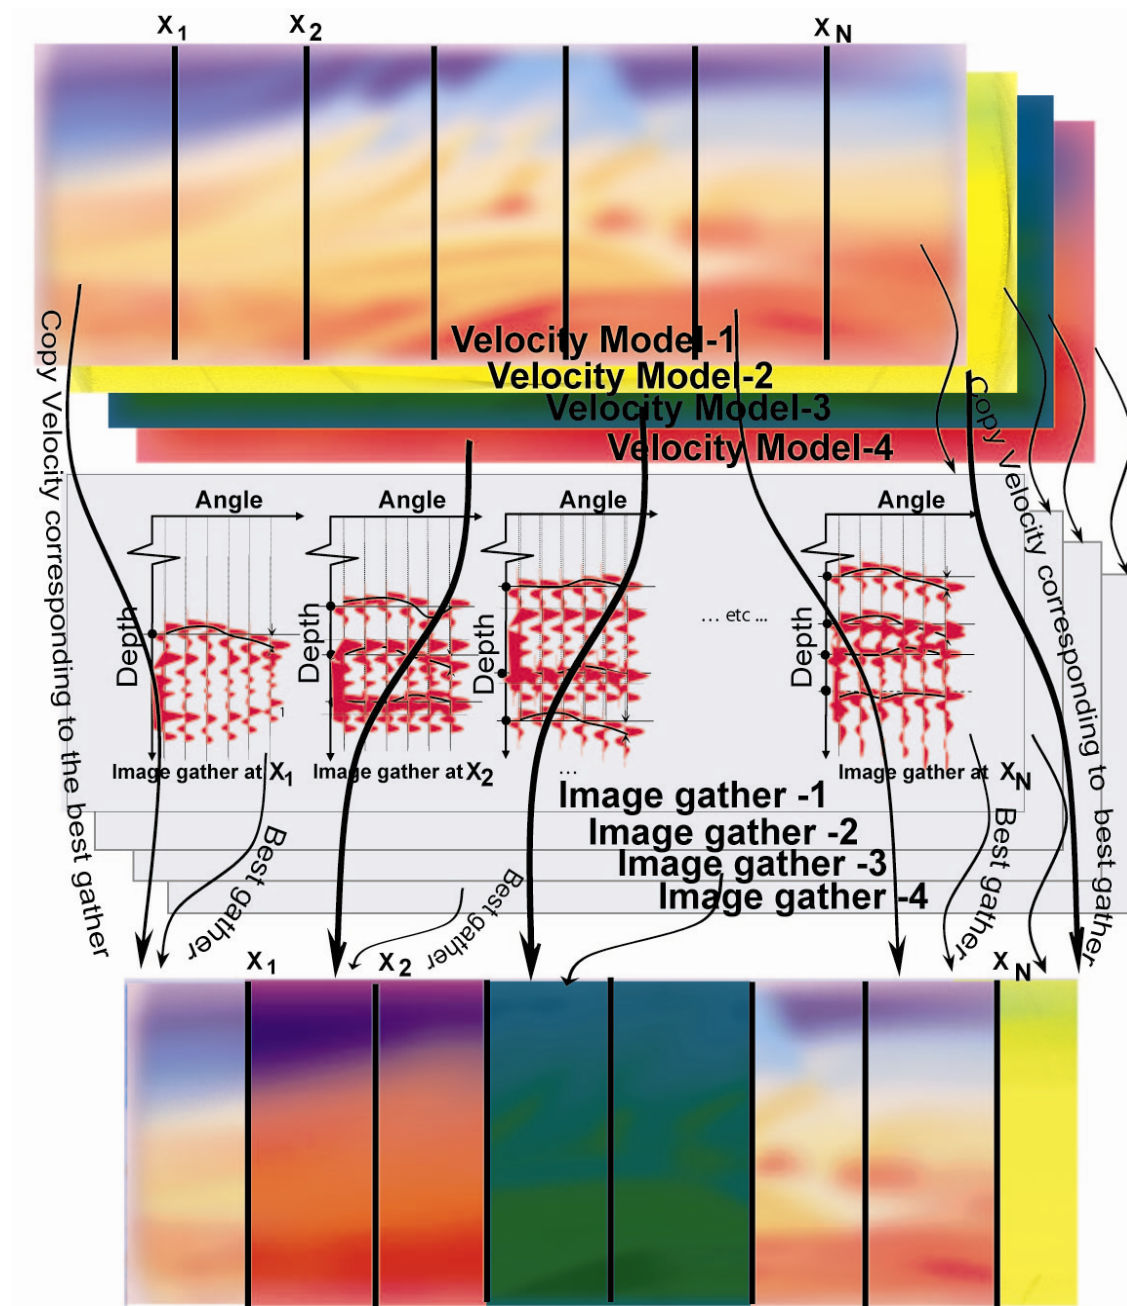 X1 X2 XN
Velocity Model-1
Velocity Model-2
Velocity Model-3
Velocity Model-4
Copy Velocity corresponding to the best gather
Copy Velocity corresponding to best gather
Angle Angle Angle Angle
Depth Depth Depth Depth
... etc ...
1
Image gather at X1 Image gather at X2 ... Image gather at XN
Image gather -1
Image gather -2
Image gather -3
Image gather -4
Best gather
Best gather
Best gather
X1 X2 XN